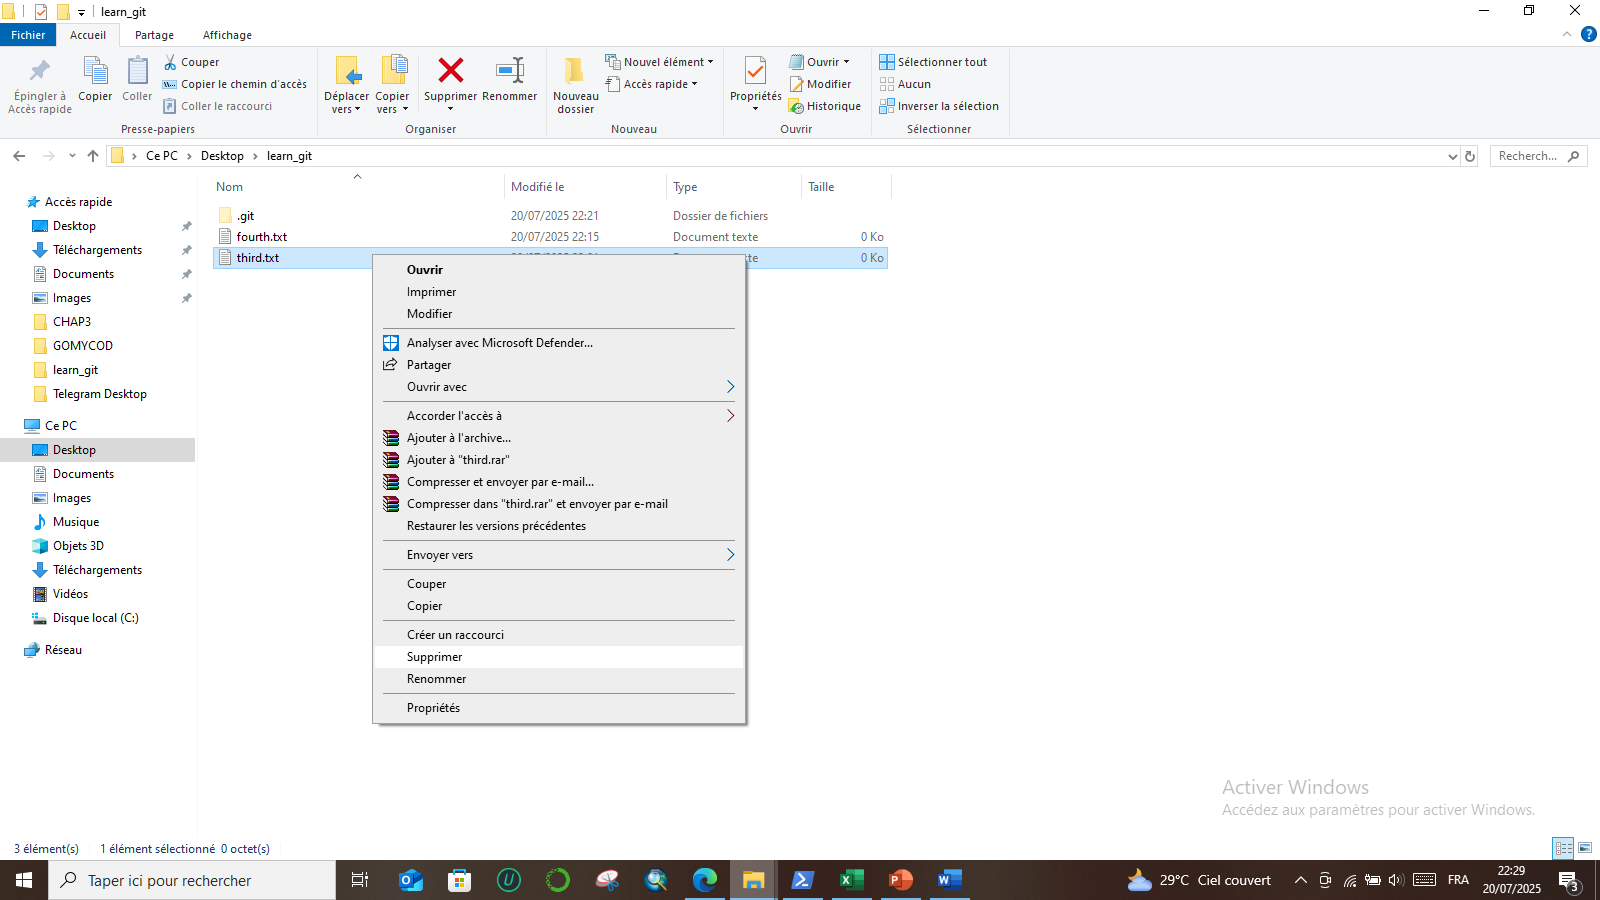 learn_git
Fichier Accueil Partage Affichage
Épingler à Accès rapide
Copier
Coller
Couper
Copier le chemin d'accès
Coller le raccourci
Presse-papiers
Déplacer vers
Copier vers
Supprimer
Renommer
Organiser
Nouveau dossier
Nouvel élément
Accès rapide
Nouveau
Propriétés
Ouvrir
Modifier
Historique
Ouvrir
Sélectionner tout
Aucun
Inverser la sélection
Sélectionner
Ce PC > Desktop > learn_git
Recherch...
Nom Modifié le Type Taille
.git 20/07/2025 22:21 Dossier de fichiers
fourth.txt 20/07/2025 22:15 Document texte 0 Ko
third.txt 0 Ko
Accès rapide
Desktop
Téléchargements
Documents
Images
CHAP3
GOMYCOD
learn_git
Telegram Desktop
Ce PC
Desktop
Documents
Images
Musique
Objets 3D
Téléchargements
Vidéos
Disque local (C:)
Réseau
Ouvrir
Imprimer
Modifier
Analyser avec Microsoft Defender...
Partager
Ouvrir avec
Accorder l'accès à
Ajouter à l'archive...
Ajouter à "third.rar"
Compresser et envoyer par e-mail...
Compresser dans "third.rar" et envoyer par e-mail
Restaurer les versions précédentes
Envoyer vers
Couper
Copier
Créer un raccourci
Supprimer
Renommer
Propriétés
Activer Windows
Accédez aux paramètres pour activer Windows.
3 élément(s) 1 élément sélectionné 0 octet(s)
Taper ici pour rechercher
29°C Ciel couvert
FRA
22:29
20/07/2025
3